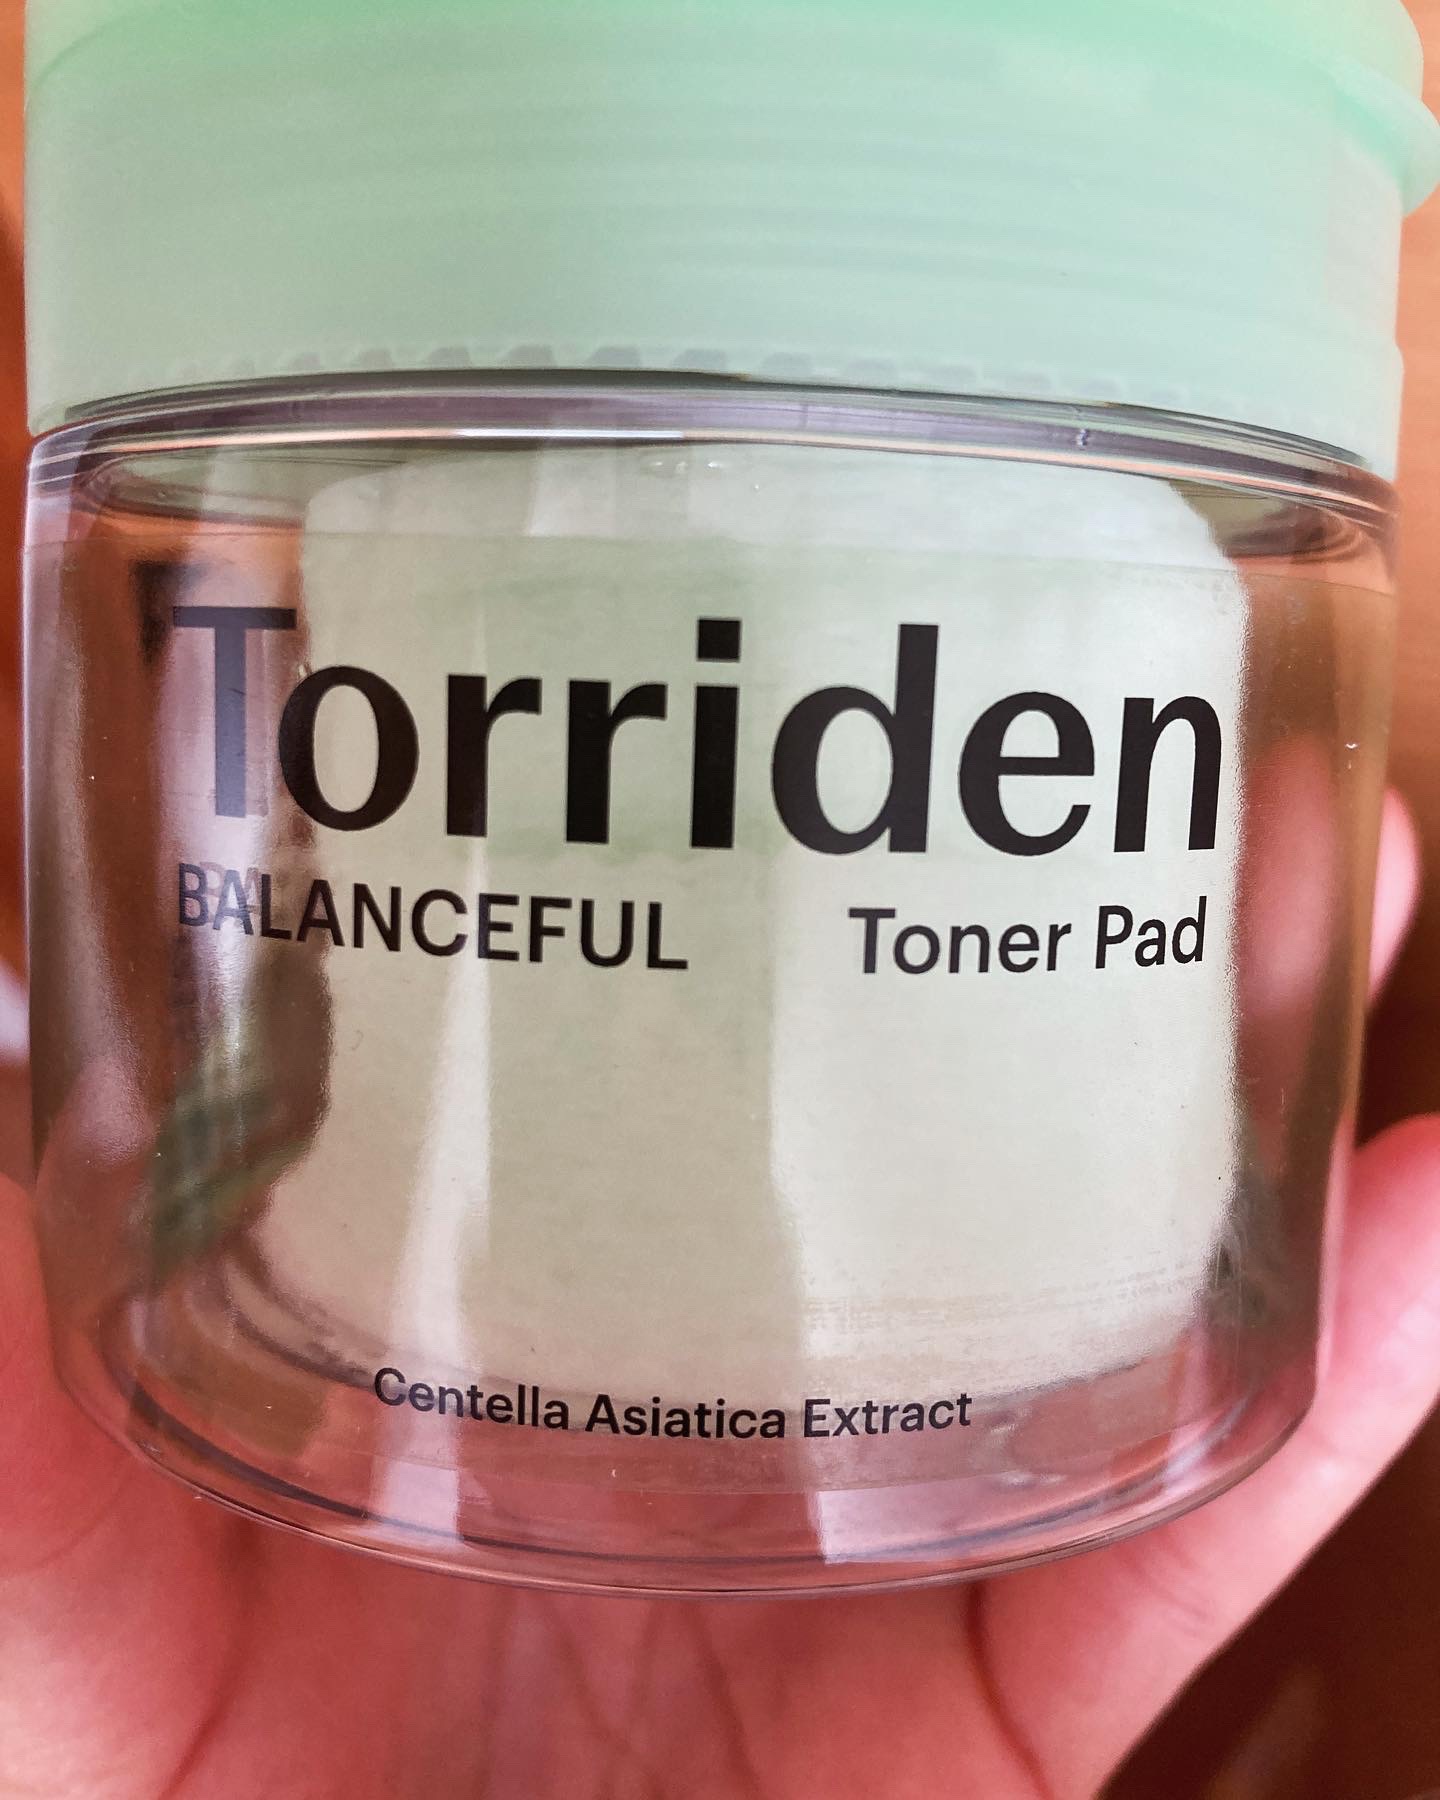 Torriden
BALANCEFUL Toner Pad
Centella Asiatica Extract